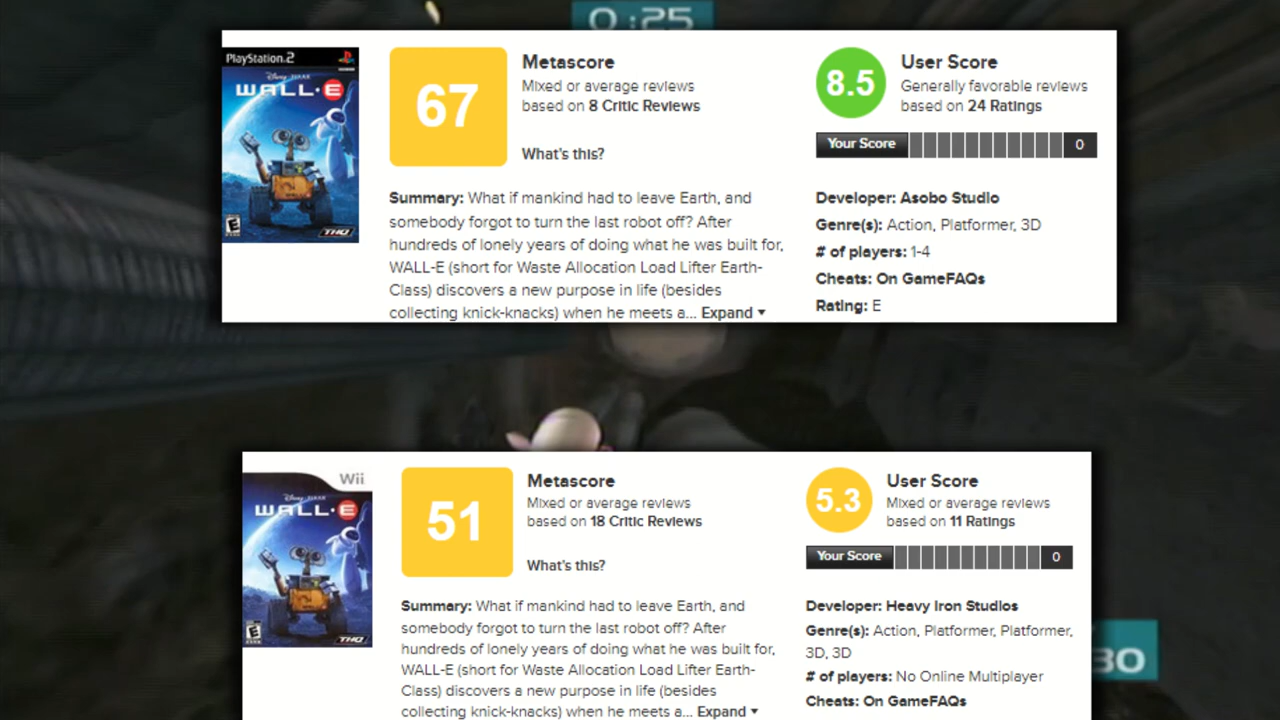 0:25
PlayStation.2
Disney·PIXAR
WALL·E
THQ
E
67
Metascore
Mixed or average reviews
based on 8 Critic Reviews
What's this?
8.5
User Score
Generally favorable reviews
based on 24 Ratings
Your Score
0
Summary: What if mankind had to leave Earth, and
somebody forgot to turn the last robot off? After
hundreds of lonely years of doing what he was built for,
WALL-E (short for Waste Allocation Load Lifter Earth-
Class) discovers a new purpose in life (besides
collecting knick-knacks) when he meets a... Expand
Developer: Asobo Studio
Genre(s): Action, Platformer, 3D
# of players: 1-4
Cheats: On GameFAQs
Rating: E
Wii
Disney·PIXAR
WALL·E
THQ
E
51
Metascore
Mixed or average reviews
based on 18 Critic Reviews
What's this?
5.3
User Score
Mixed or average reviews
based on 11 Ratings
Your Score
0
Summary: What if mankind had to leave Earth, and
somebody forgot to turn the last robot off? After
hundreds of lonely years of doing what he was built for,
WALL-E (short for Waste Allocation Load Lifter Earth-
Class) discovers a new purpose in life (besides
collecting knick-knacks) when he meets a... Expand
Developer: Heavy Iron Studios
Genre(s): Action, Platformer, Platformer,
3D, 3D
# of players: No Online Multiplayer
Cheats: On GameFAQs
30